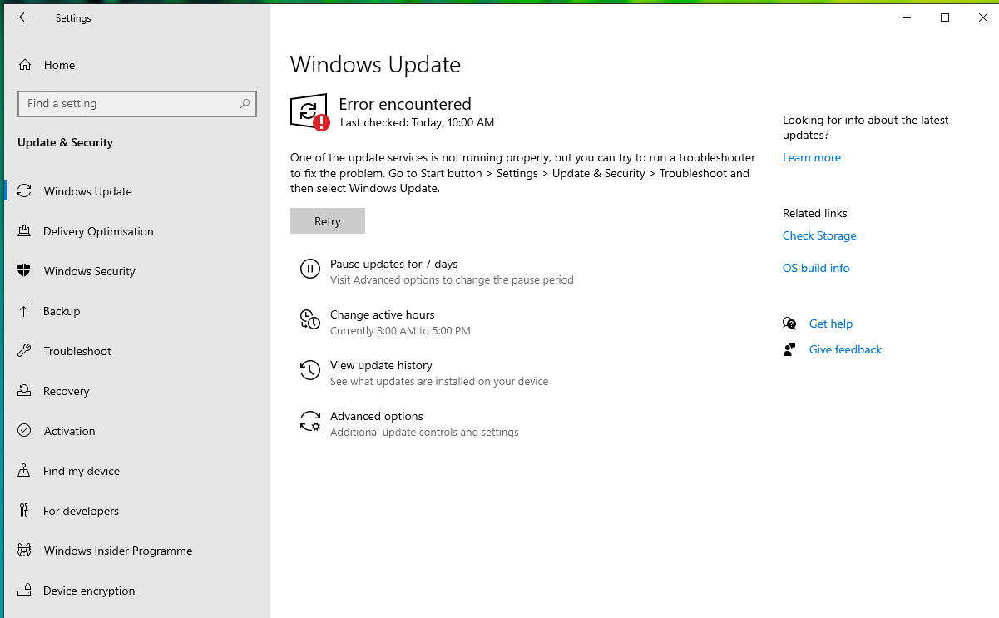 Settings
Home
Find a setting
Update & Security
Windows Update
Delivery Optimisation
Windows Security
Backup
Troubleshoot
Recovery
Activation
Find my device
For developers
Windows Insider Programme
Device encryption
Windows Update
Error encountered
Last checked: Today, 10:00 AM
One of the update services is not running properly, but you can try to run a troubleshooter
to fix the problem. Go to Start button > Settings > Update & Security > Troubleshoot and
then select Windows Update.
Retry
Pause updates for 7 days
Visit Advanced options to change the pause period
Change active hours
Currently 8:00 AM to 5:00 PM
View update history
See what updates are installed on your device
Advanced options
Additional update controls and settings
Looking for info about the latest
updates?
Learn more
Related links
Check Storage
OS build info
Get help
Give feedback